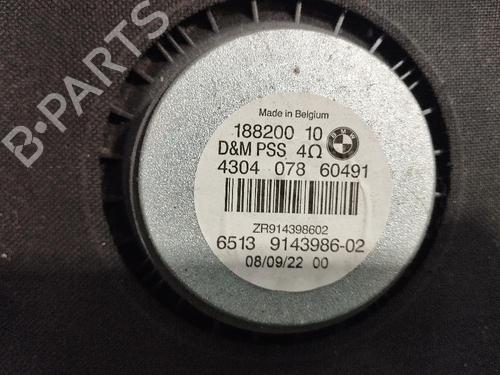 B-PARTS
Made in Belgium
188200 10
BMW
D&M PSS 4Ω
4304 078 60491
ZR914398602
6513 9143986-02
08/09/22 00